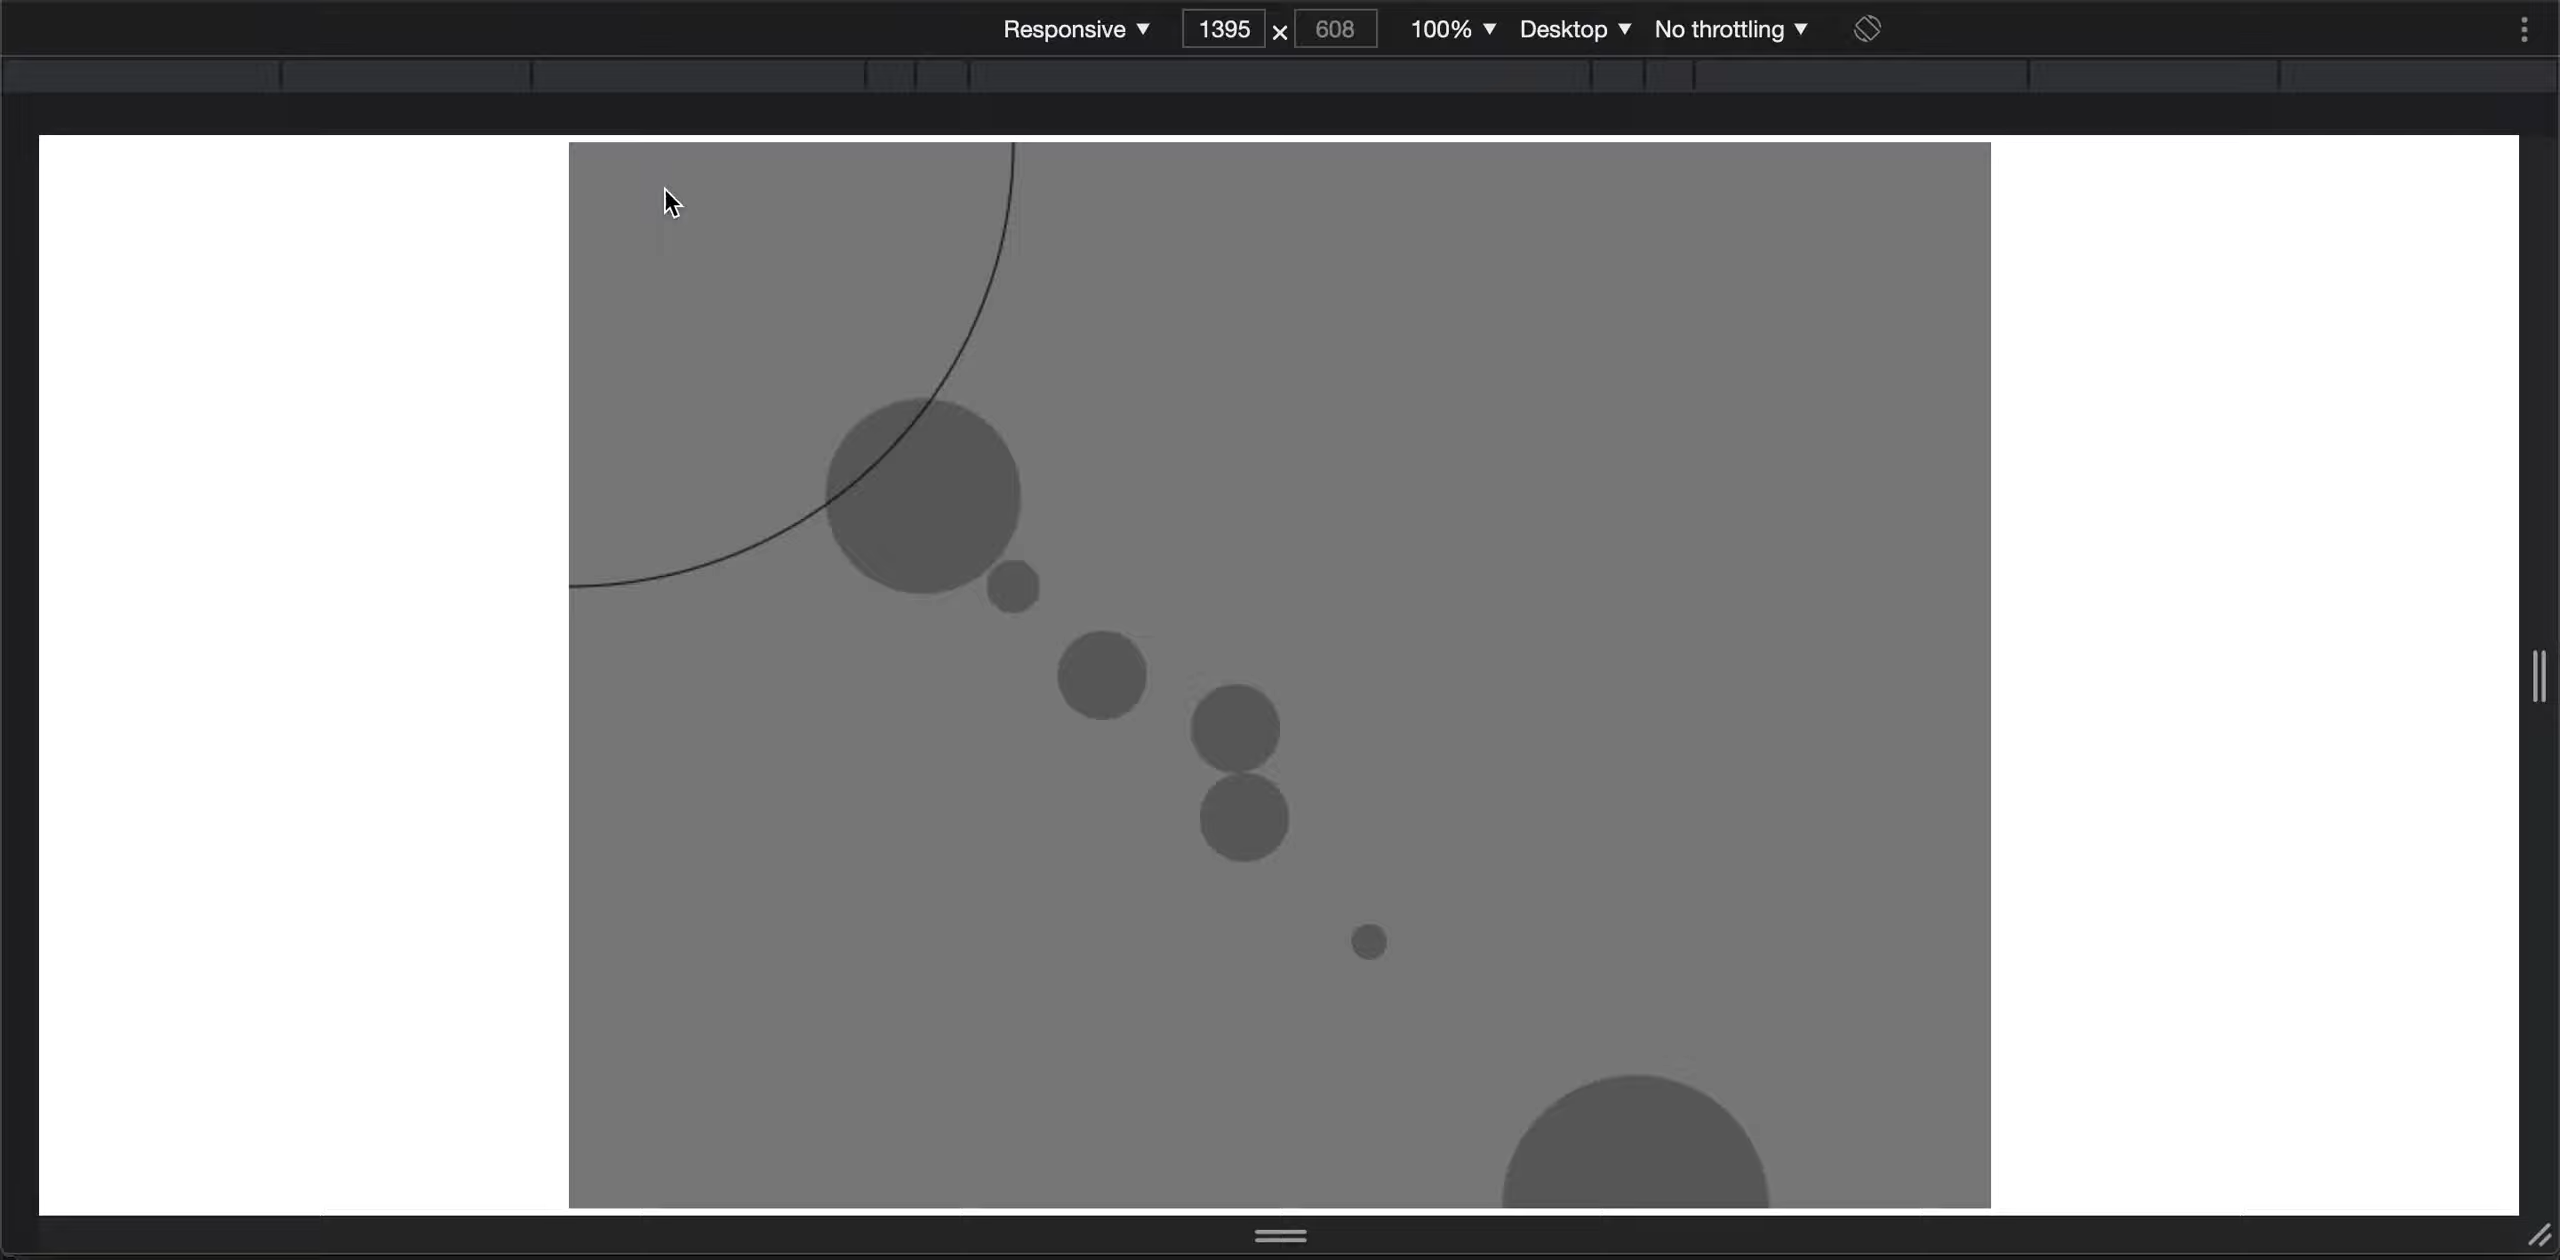 Responsive ▼ 1395 × 608 100% ▼ Desktop ▼ No throttling ▼